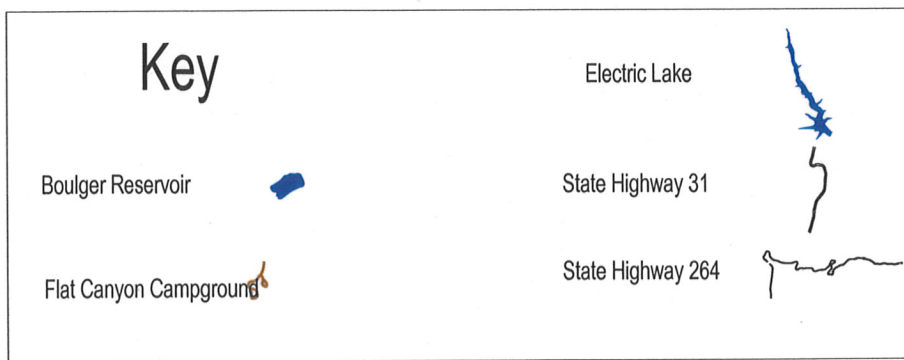 Key
Boulger Reservoir
Flat Canyon Campground
Electric Lake
State Highway 31
State Highway 264